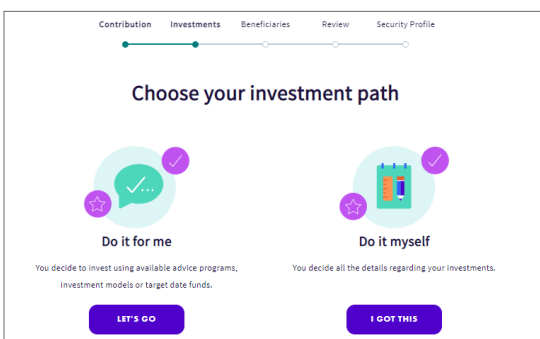 Contribution Investments Beneficiaries Review Security Profile
Choose your investment path
Do it for me
You decide to invest using available advice programs,
investment models or target date funds.
LET'S GO
Do it myself
You decide all the details regarding your investments.
I GOT THIS